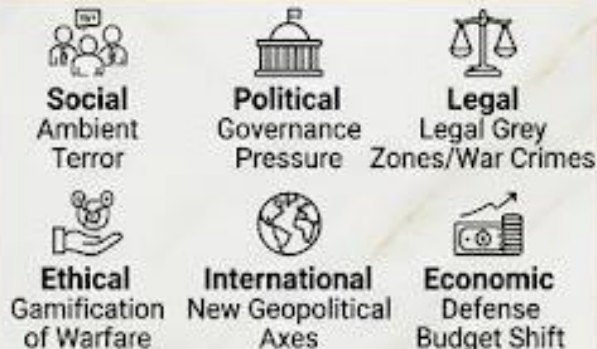 Social
Ambient
Terror
Political
Governance
Pressure
Legal
Legal Grey
Zones/War Crimes
Ethical
Gamification
of Warfare
International
New Geopolitical
Axes
Economic
Defense
Budget Shift